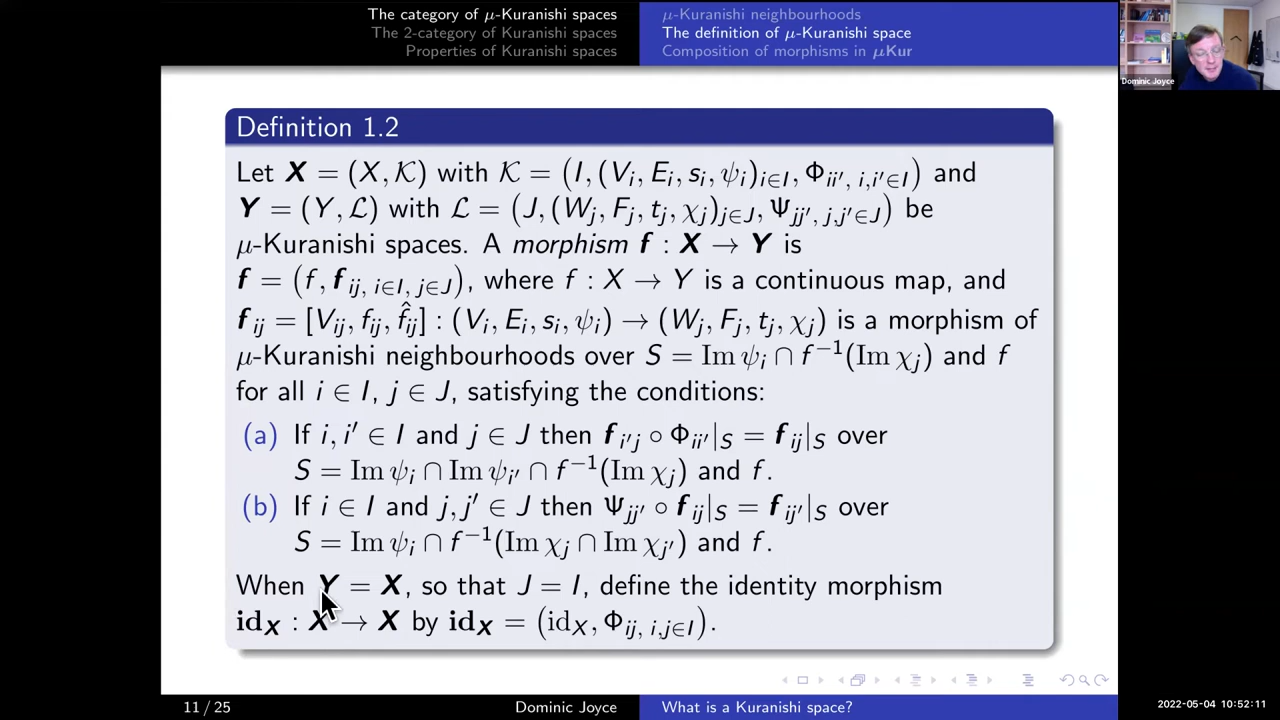 The category of μ-Kuranishi spaces
The 2-category of Kuranishi spaces
Properties of Kuranishi spaces
μ-Kuranishi neighbourhoods
The definition of μ-Kuranishi space
Composition of morphisms in μKur
Dominic Joyce
Definition 1.2
Let X = (X, K) with K = (I, (V_i, E_i, s_i, ψ_i)_{i∈I}, Φ_{ii′, i,i′∈I}) and
Y = (Y, L) with L = (J, (W_j, F_j, t_j, χ_j)_{j∈J}, Ψ_{jj′, j,j′∈J}) be
μ-Kuranishi spaces. A morphism f : X → Y is
f = (f, f_{ij, i∈I, j∈J}), where f : X → Y is a continuous map, and
f_{ij} = [V_{ij}, f_{ij}, f̂_{ij}] : (V_i, E_i, s_i, ψ_i) → (W_j, F_j, t_j, χ_j) is a morphism of
μ-Kuranishi neighbourhoods over S = Im ψ_i ∩ f^{−1}(Im χ_j) and f
for all i ∈ I, j ∈ J, satisfying the conditions:
(a) If i, i′ ∈ I and j ∈ J then f_{i′j} ∘ Φ_{ii′}|_S = f_{ij}|_S over
S = Im ψ_i ∩ Im ψ_{i′} ∩ f^{−1}(Im χ_j) and f.
(b) If i ∈ I and j, j′ ∈ J then Ψ_{jj′} ∘ f_{ij}|_S = f_{ij′}|_S over
S = Im ψ_i ∩ f^{−1}(Im χ_j ∩ Im χ_{j′}) and f.
When Y = X, so that J = I, define the identity morphism
id_X : X → X by id_X = (id_X, Φ_{ij, i,j∈I}).
11 / 25
Dominic Joyce
What is a Kuranishi space?
2022-05-04 10:52:11